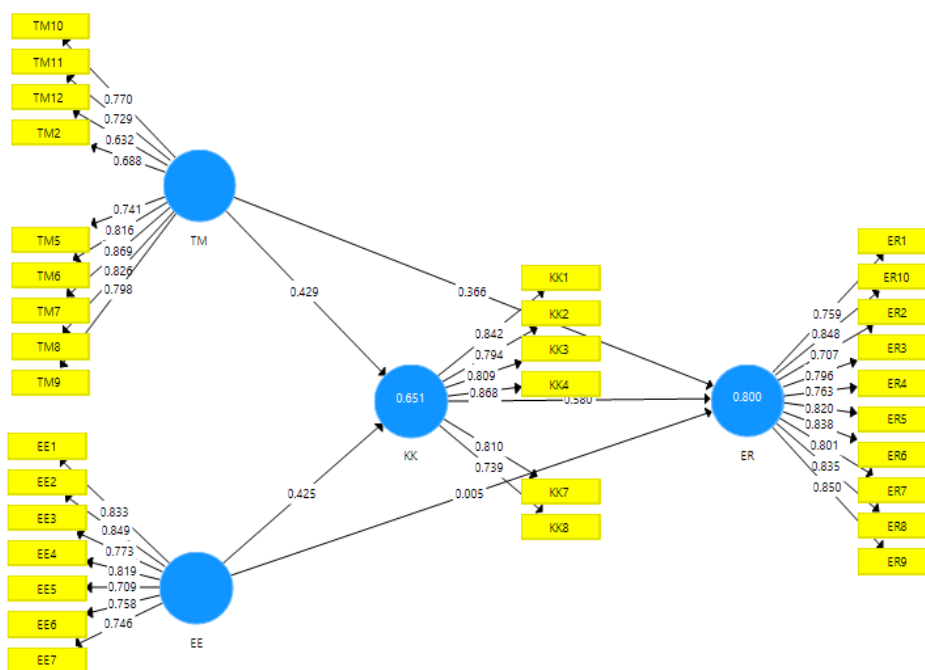 TM10
TM11
TM12
TM2
0.770
0.729
0.632
0.688
0.741
0.816
0.869
0.826
0.798
TM
TM5
TM6
TM7
TM8
TM9
0.429
0.366
KK1
KK2
KK3
KK4
0.842
0.794
0.809
0.868
0.651
KK
0.580
0.810
0.739
KK7
KK8
ER1
ER10
ER2
ER3
ER4
ER5
ER6
ER7
ER8
ER9
0.759
0.848
0.707
0.796
0.763
0.820
0.838
0.801
0.835
0.850
0.800
ER
EE1
EE2
EE3
EE4
EE5
EE6
EE7
0.833
0.849
0.773
0.819
0.709
0.758
0.746
EE
0.425
0.005